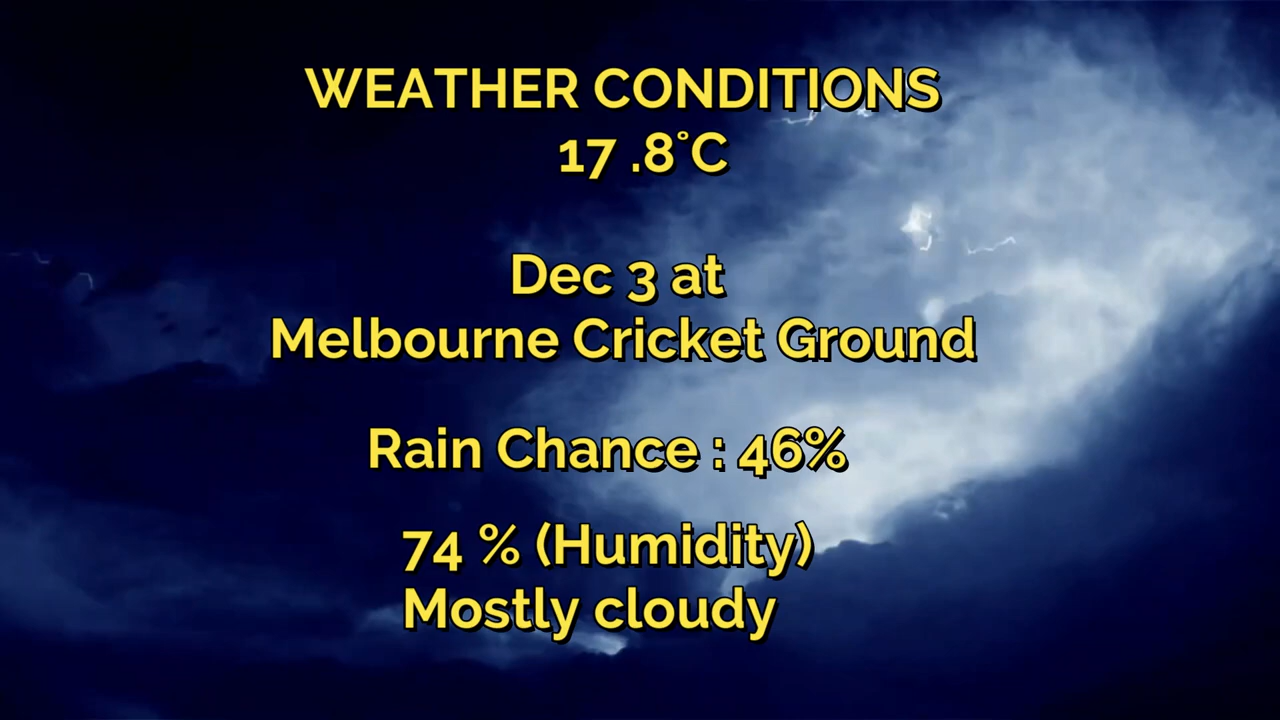 WEATHER CONDITIONS
17 .8°C
Dec 3 at
Melbourne Cricket Ground
Rain Chance : 46%
74 % (Humidity)
Mostly cloudy